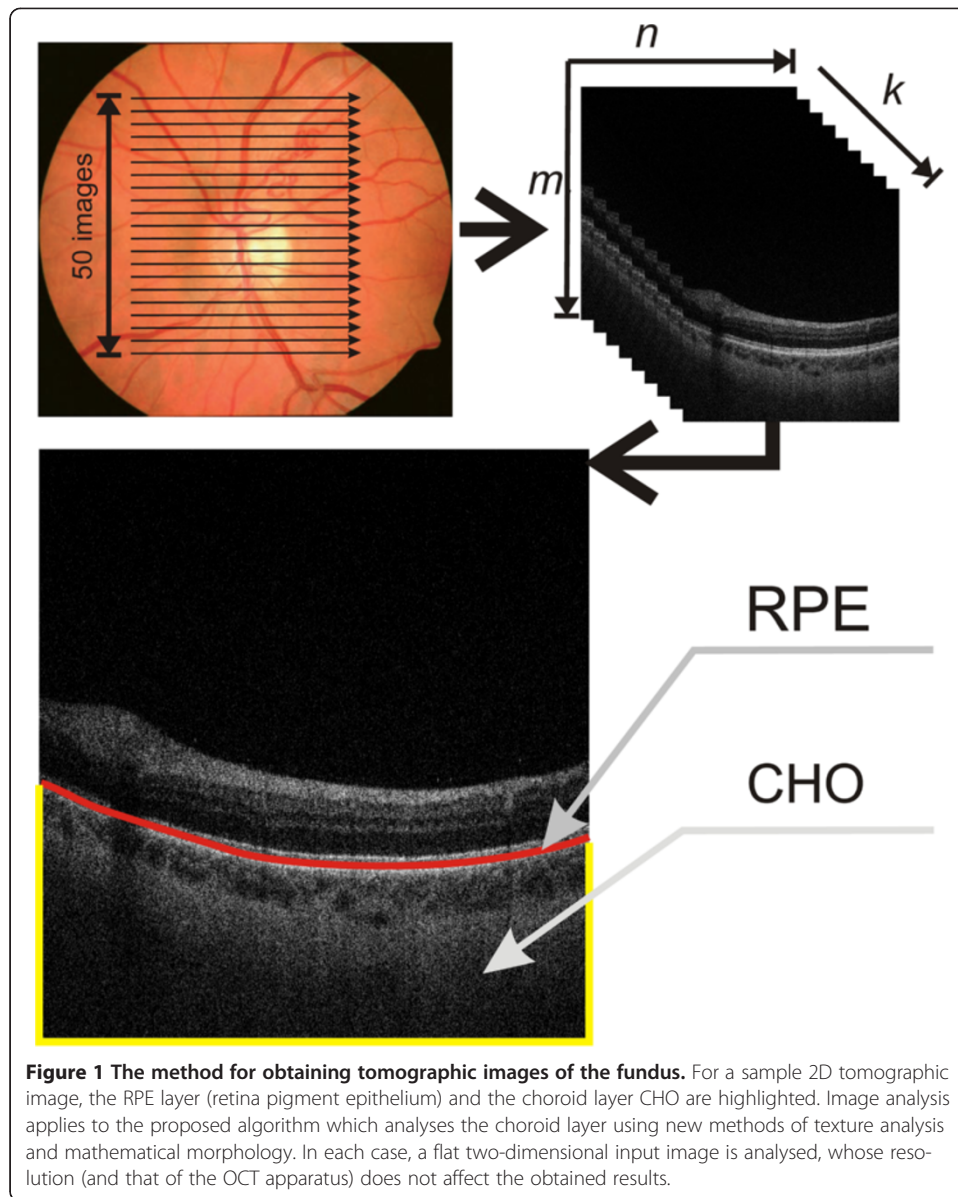 50 images
n
k
m
RPE
CHO
Figure 1 The method for obtaining tomographic images of the fundus. For a sample 2D tomographic
image, the RPE layer (retina pigment epithelium) and the choroid layer CHO are highlighted. Image analysis
applies to the proposed algorithm which analyses the choroid layer using new methods of texture analysis
and mathematical morphology. In each case, a flat two-dimensional input image is analysed, whose reso-
lution (and that of the OCT apparatus) does not affect the obtained results.